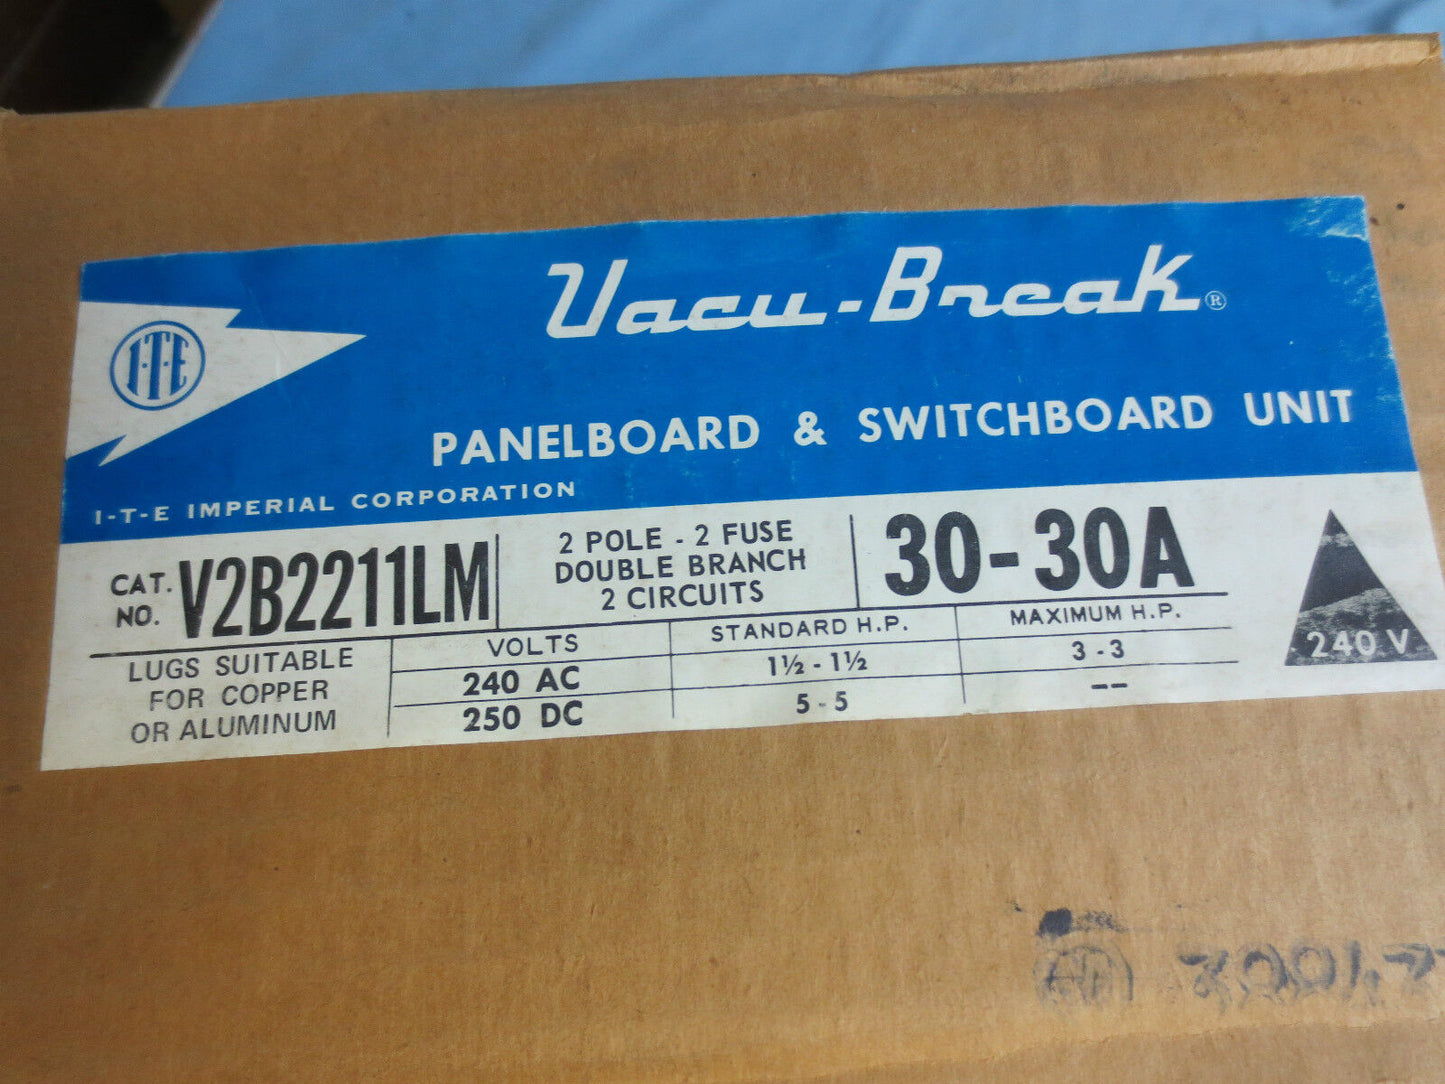 Vacu-Break®
I-T-E
PANELBOARD & SWITCHBOARD UNIT
I-T-E IMPERIAL CORPORATION
CAT. NO. V2B2211LM
2 POLE - 2 FUSE
DOUBLE BRANCH
2 CIRCUITS
30-30A
240 V
LUGS SUITABLE
FOR COPPER
OR ALUMINUM
VOLTS STANDARD H.P. MAXIMUM H.P.
240 AC 1½ - 1½ 3 - 3
250 DC 5 - 5 --